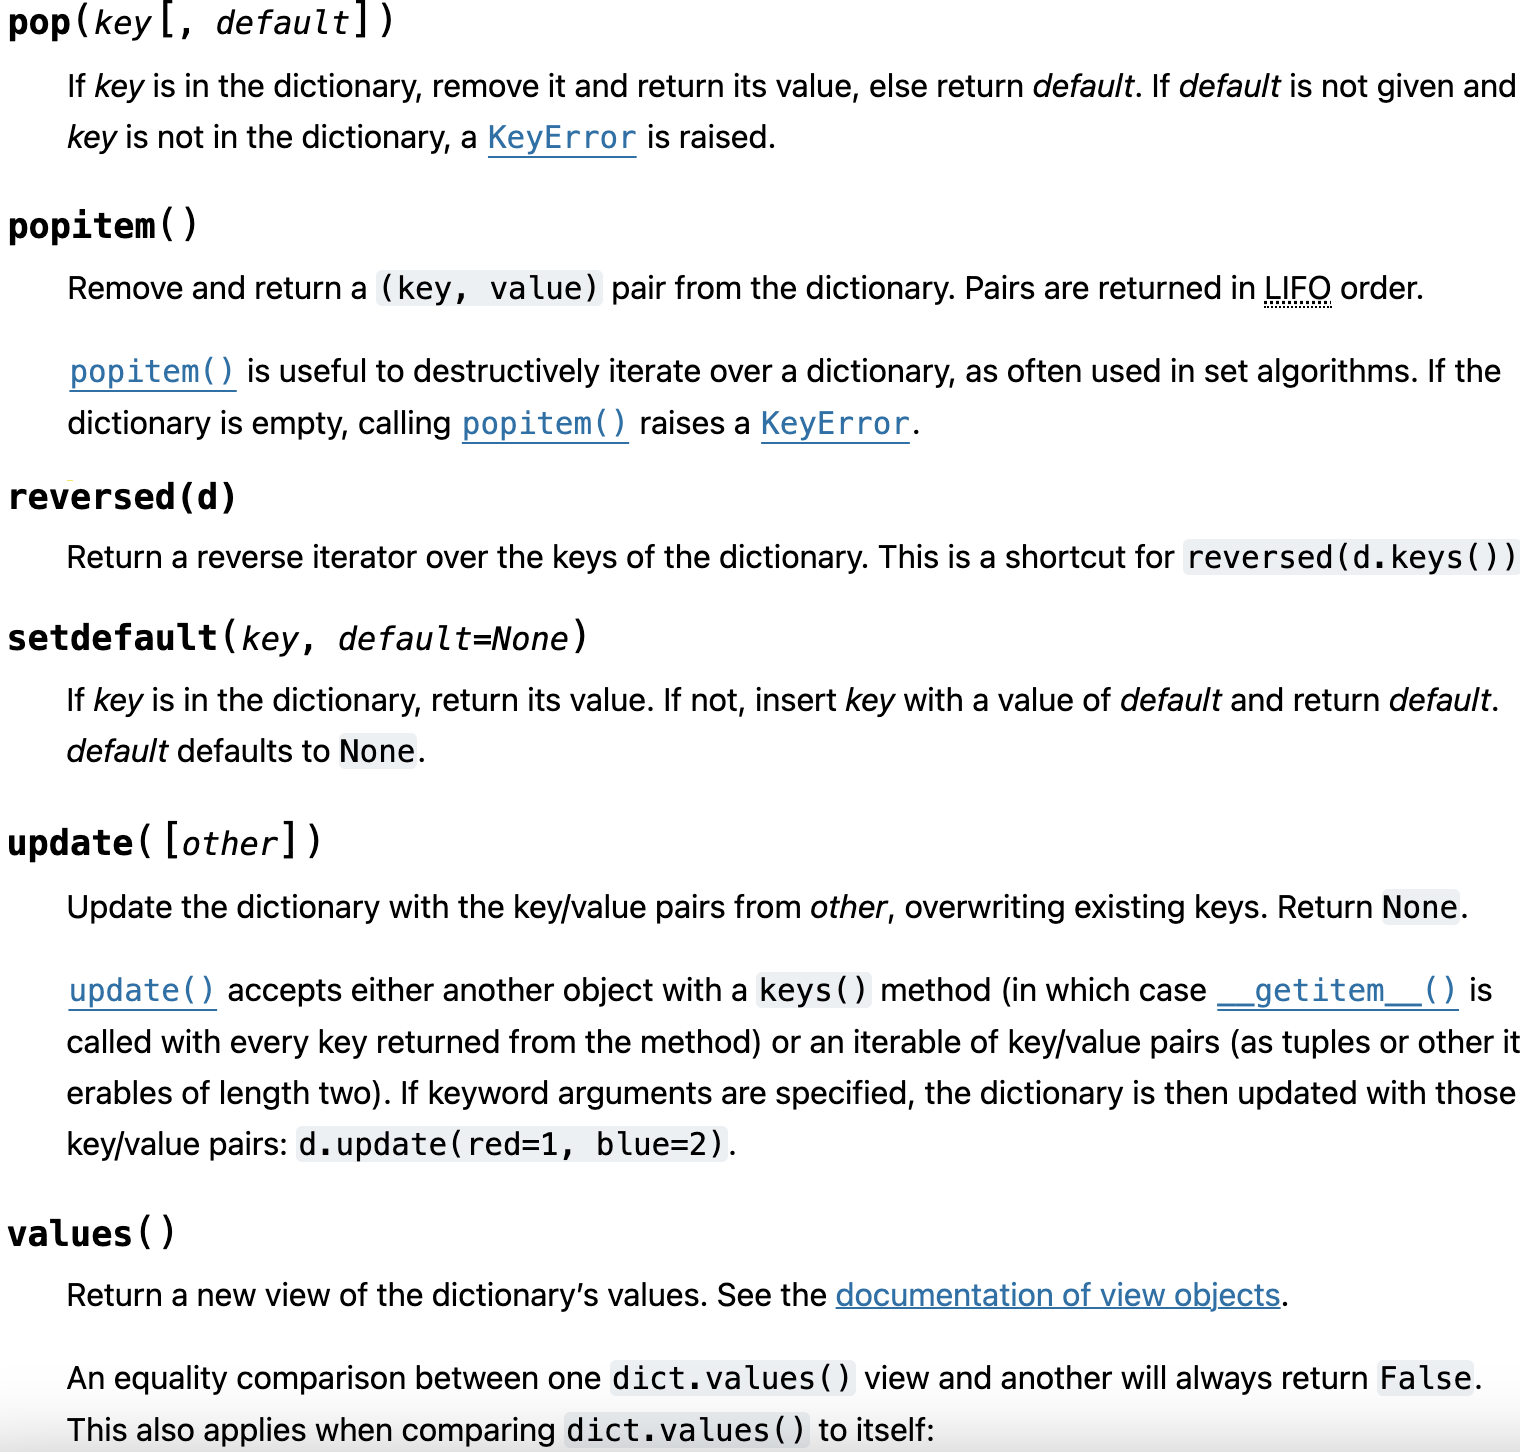 pop(key[, default])
If key is in the dictionary, remove it and return its value, else return default. If default is not given and
key is not in the dictionary, a KeyError is raised.
popitem()
Remove and return a (key, value) pair from the dictionary. Pairs are returned in LIFO order.
popitem() is useful to destructively iterate over a dictionary, as often used in set algorithms. If the
dictionary is empty, calling popitem() raises a KeyError.
reversed(d)
Return a reverse iterator over the keys of the dictionary. This is a shortcut for reversed(d.keys())
setdefault(key, default=None)
If key is in the dictionary, return its value. If not, insert key with a value of default and return default.
default defaults to None.
update([other])
Update the dictionary with the key/value pairs from other, overwriting existing keys. Return None.
update() accepts either another object with a keys() method (in which case __getitem__() is
called with every key returned from the method) or an iterable of key/value pairs (as tuples or other it
erables of length two). If keyword arguments are specified, the dictionary is then updated with those
key/value pairs: d.update(red=1, blue=2).
values()
Return a new view of the dictionary’s values. See the documentation of view objects.
An equality comparison between one dict.values() view and another will always return False.
This also applies when comparing dict.values() to itself: